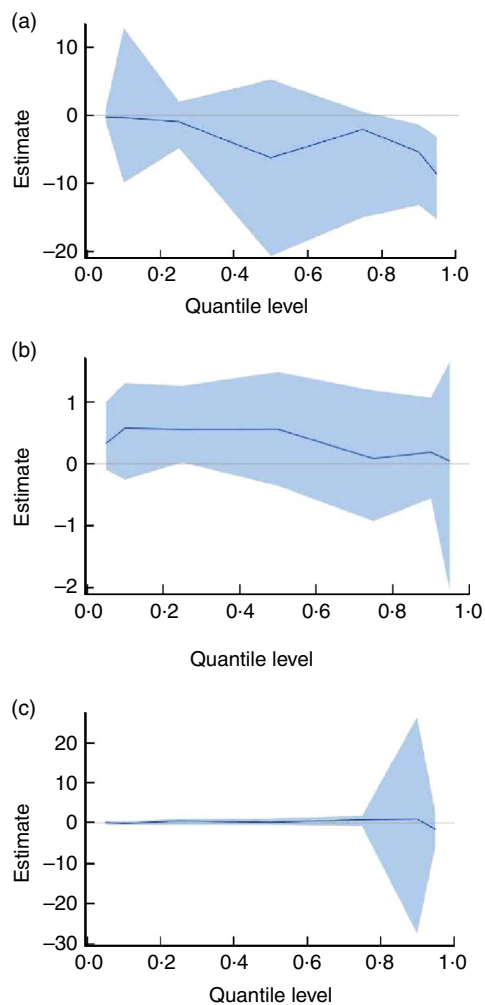 (a)
10
0
–10
–20
Estimate
0·0 0·2 0·4 0·6 0·8 1·0
Quantile level
(b)
1
0
–1
–2
Estimate
0·0 0·2 0·4 0·6 0·8 1·0
Quantile level
(c)
20
10
0
–10
–20
–30
Estimate
0·0 0·2 0·4 0·6 0·8 1·0
Quantile level